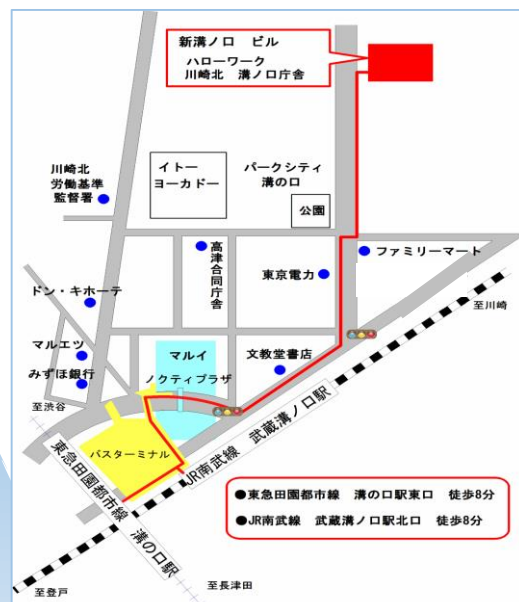 新溝ノ口　ビル
ハローワーク
川崎北　溝ノ口庁舎
川崎北
労働基準
監督署
イトー
ヨーカドー
パークシティ
溝の口
公園
高津合同庁舎
東京電力
ファミリーマート
ドン・キホーテ
至川崎
マルエツ
みずほ銀行
マルイ
ノクティプラザ
文教堂書店
至渋谷
バスターミナル
東急田園都市線　溝の口駅
JR南武線　武蔵溝ノ口駅
●東急田園都市線　溝の口駅東口　徒歩8分
●JR南武線　武蔵溝ノ口駅北口　徒歩8分
至登戸
至長津田